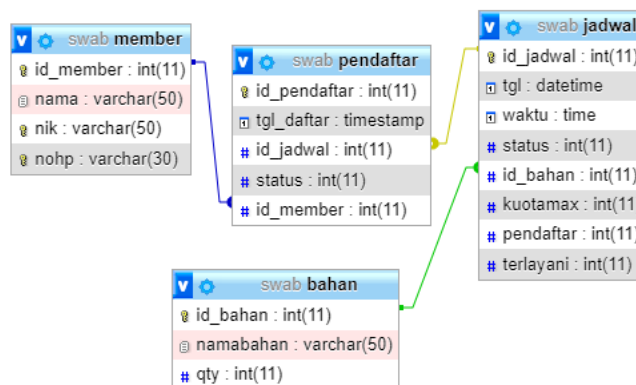 swab member
id_member : int(11)
nama : varchar(50)
nik : varchar(50)
nohp : varchar(30)
swab pendaftar
id_pendaftar : int(11)
tgl_daftar : timestamp
id_jadwal : int(11)
status : int(11)
id_member : int(11)
swab jadwal
id_jadwal : int(11)
tgl : datetime
waktu : time
status : int(11)
id_bahan : int(11)
kuotamax : int(11
pendaftar : int(11)
terlayani : int(11)
swab bahan
id_bahan : int(11)
namabahan : varchar(50)
qty : int(11)